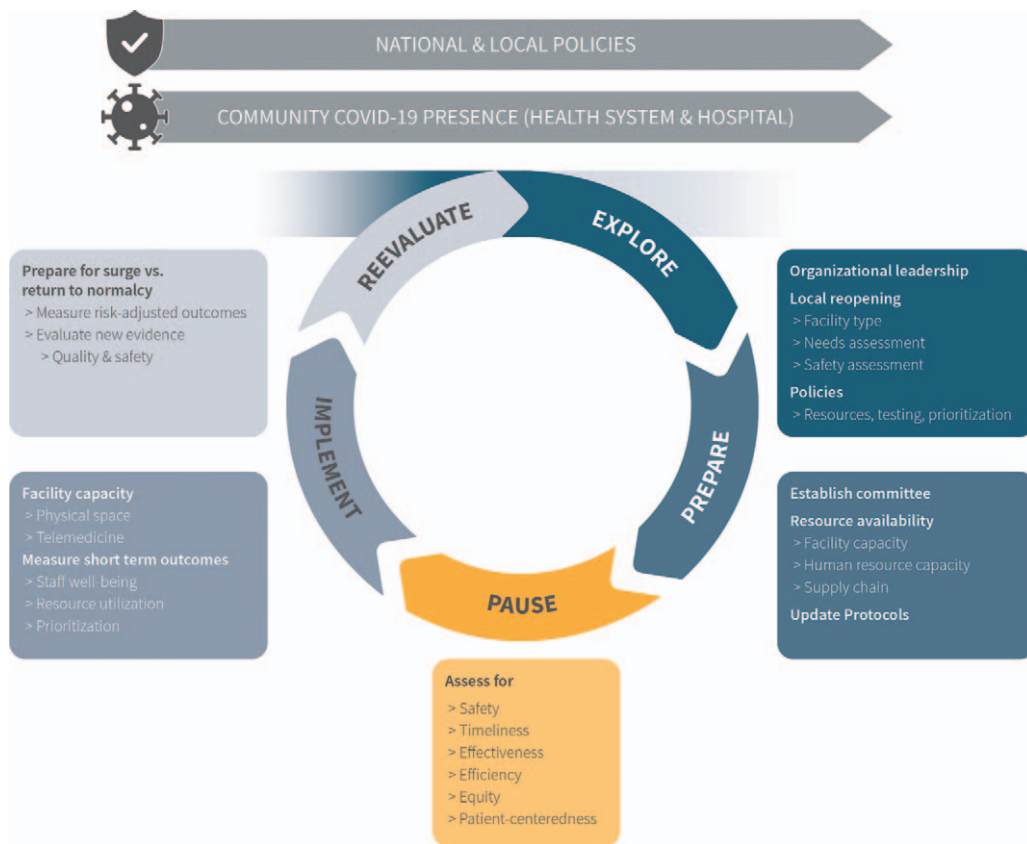 NATIONAL & LOCAL POLICIES
COMMUNITY COVID-19 PRESENCE (HEALTH SYSTEM & HOSPITAL)
REEVALUATE
EXPLORE
PREPARE
PAUSE
IMPLEMENT
Prepare for surge vs.
return to normalcy
> Measure risk-adjusted outcomes
> Evaluate new evidence
> Quality & safety
Organizational leadership
Local reopening
> Facility type
> Needs assessment
> Safety assessment
Policies
> Resources, testing, prioritization
Facility capacity
> Physical space
> Telemedicine
Measure short term outcomes
> Staff well-being
> Resource utilization
> Prioritization
Establish committee
Resource availability
> Facility capacity
> Human resource capacity
> Supply chain
Update Protocols
Assess for
> Safety
> Timeliness
> Effectiveness
> Efficiency
> Equity
> Patient-centeredness